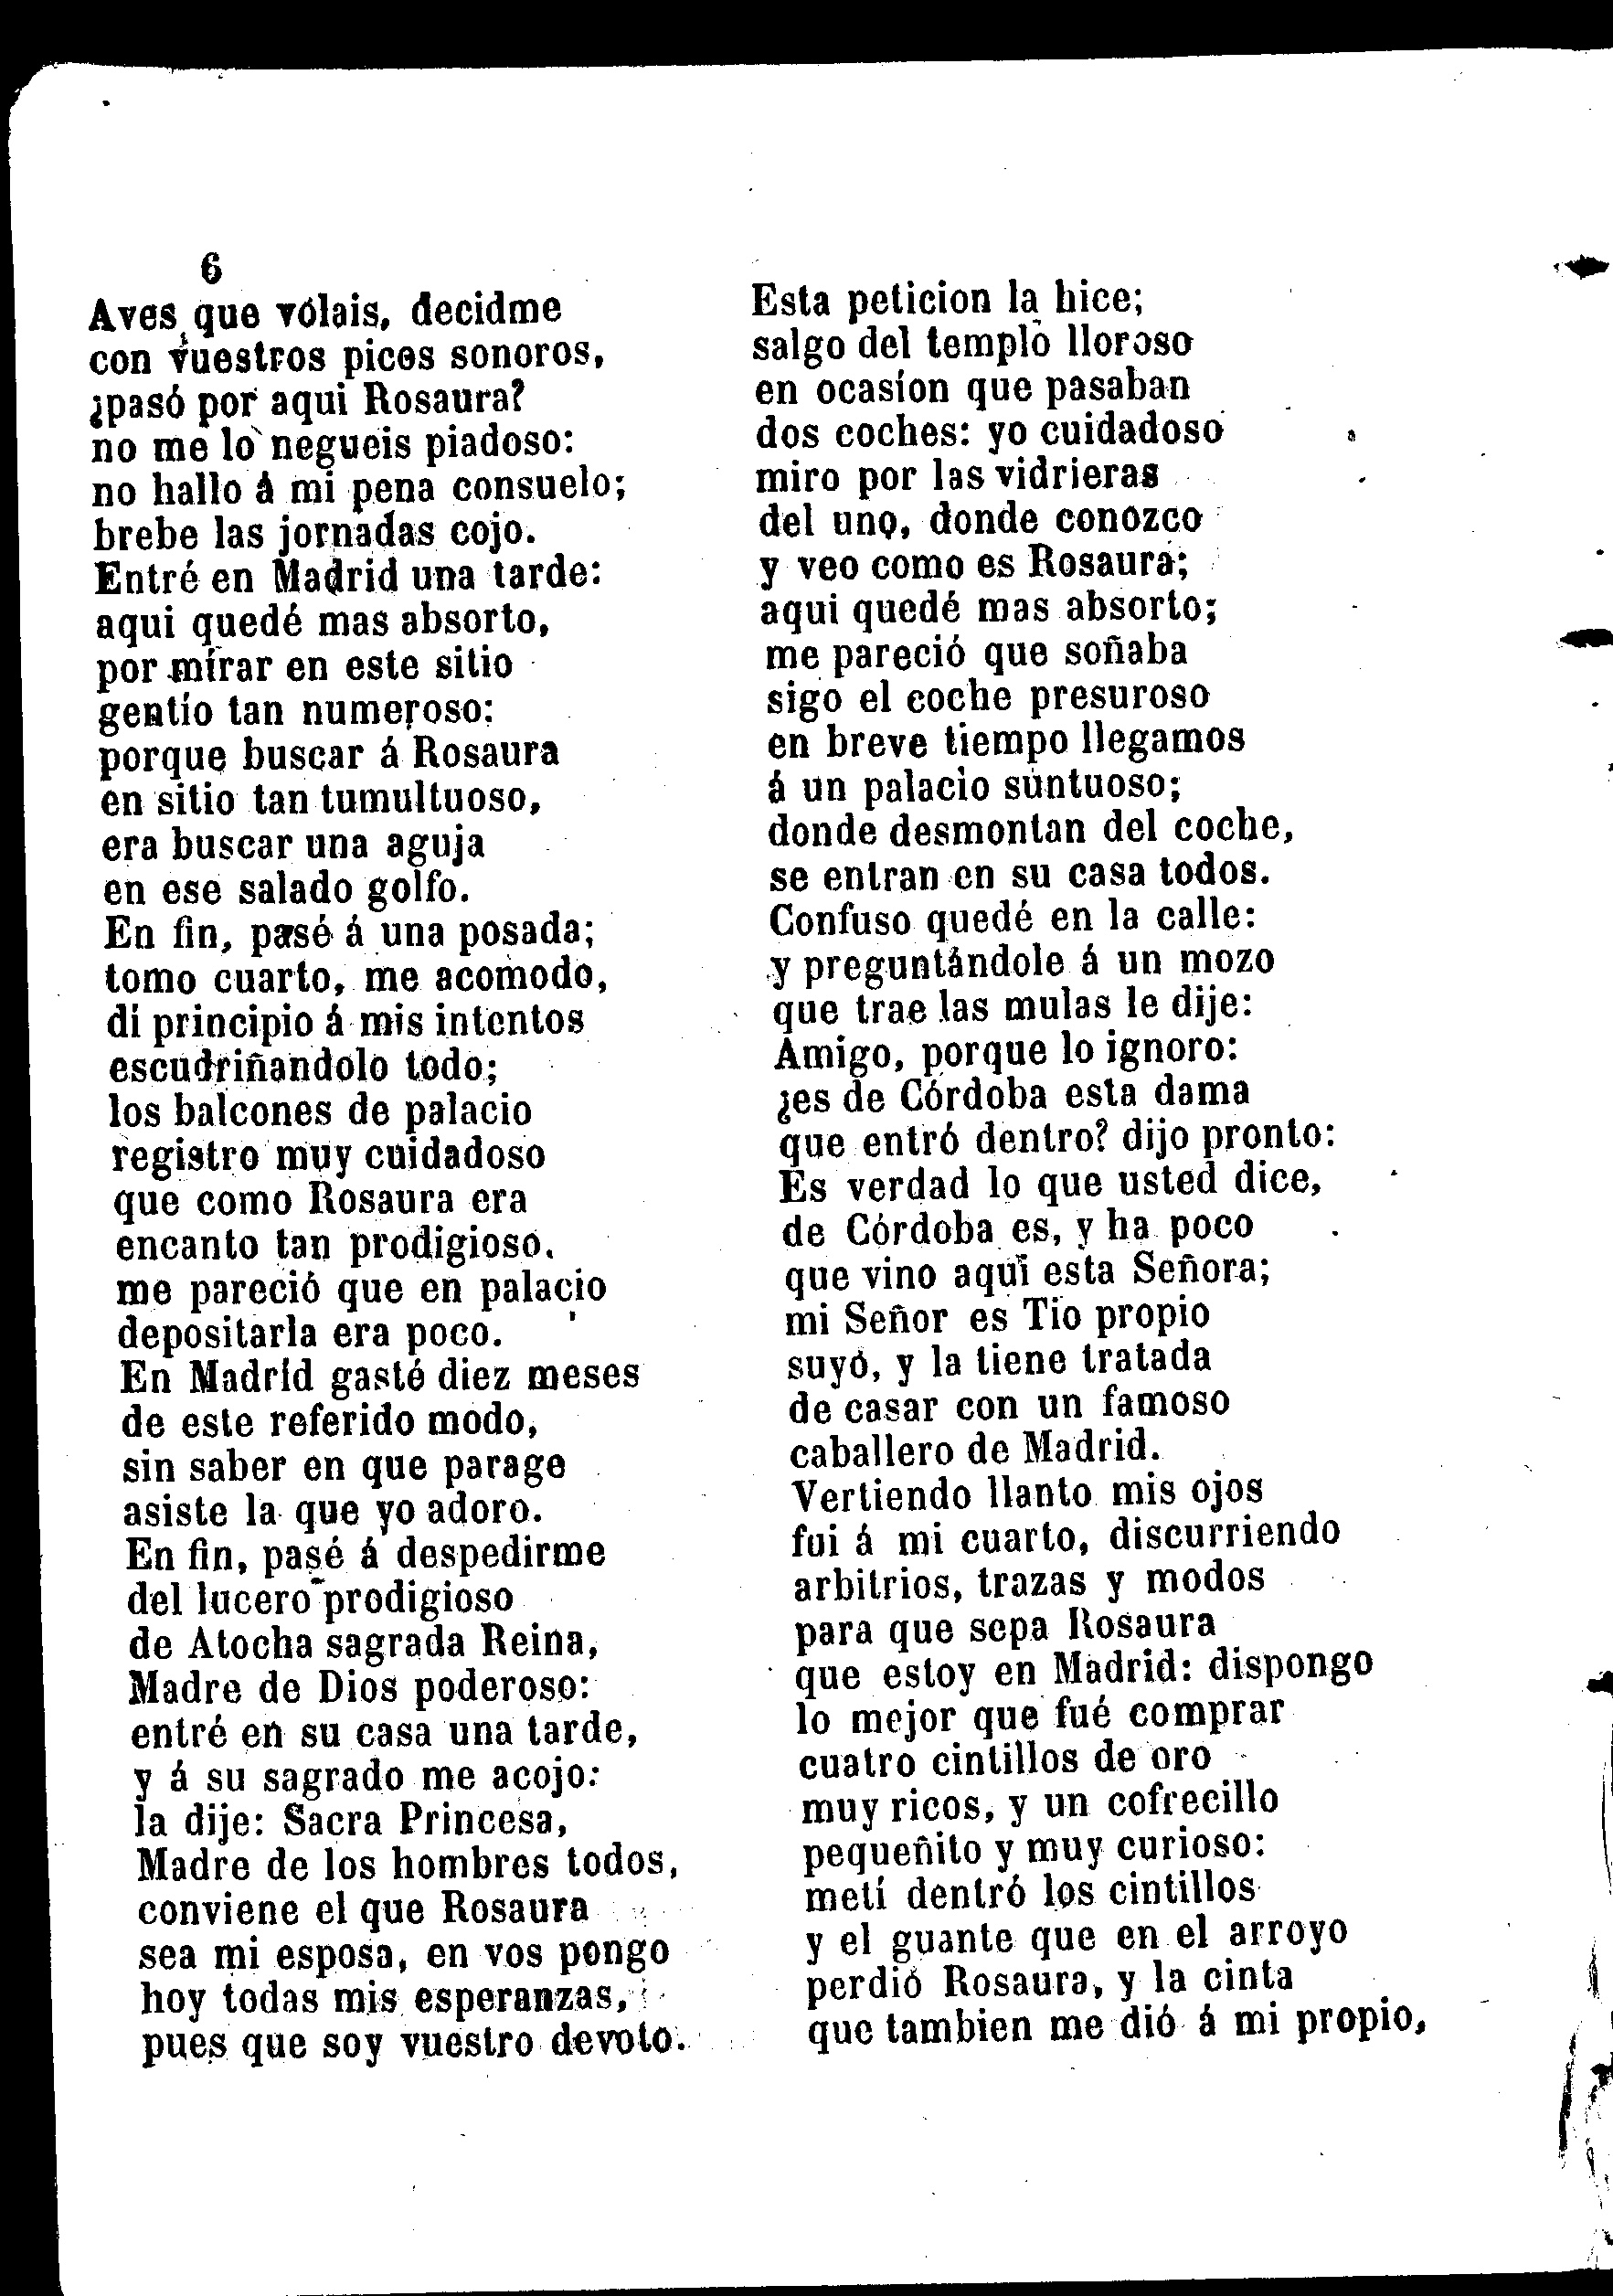 6
Aves que volais, decidme
con vuestros picos sonoros,
¿pasó por aqui Rosaura?
no me lo negueis piadoso:
no hallo á mi pena consuelo;
brebe las jornadas cojo.
Entré en Madrid una tarde:
aqui quedé mas absorto,
por mirar en este sitio
gentío tan numeroso:
porque buscar á Rosaura
en sitio tan tumultuoso,
era buscar una aguja
en ese salado golfo.
En fin, pasé á una posada;
tomo cuarto, me acomodo,
di principio á mis intentos
escudriñandolo todo;
los balcones de palacio
registro muy cuidadoso
que como Rosaura era
encanto tan prodigioso.
me pareció que en palacio
depositarla era poco.
En Madrid gasté diez meses
de este referido modo,
sin saber en que parage
asiste la que yo adoro.
En fin, pasé á despedirme
del lucero prodigioso
de Atocha sagrada Reina,
Madre de Dios poderoso:
entré en su casa una tarde,
y á su sagrado me acojo:
la dije: Sacra Princesa,
Madre de los hombres todos,
conviene el que Rosaura
sea mi esposa, en vos pongo
hoy todas mis esperanzas,
pues que soy vuestro devoto.
Esta peticion la hice;
salgo del templo lloroso
en ocasion que pasaban
dos coches: yo cuidadoso
miro por las vidrieras
del uno, donde conozco
y veo como es Rosaura;
aqui quedé mas absorto;
me pareció que soñaba
sigo el coche presuroso
en breve tiempo llegamos
á un palacio suntuoso;
donde desmontan del coche,
se entran en su casa todos.
Confuso quedé en la calle:
y preguntándole á un mozo
que trae las mulas le dije:
Amigo, porque lo ignoro:
¿es de Córdoba esta dama
que entró dentro? dijo pronto:
Es verdad lo que usted dice,
de Córdoba es, y ha poco
que vino aqui esta Señora;
mi Señor es Tio propio
suyo, y la tiene tratada
de casar con un famoso
caballero de Madrid.
Vertiendo llanto mis ojos
fui á mi cuarto, discurriendo
arbitrios, trazas y modos
para que sepa Rosaura
que estoy en Madrid: dispongo
lo mejor que fué comprar
cuatro cintillos de oro
muy ricos, y un cofrecillo
pequeñito y muy curioso:
metí dentró los cintillos
y el guante que en el arroyo
perdió Rosaura, y la cinta
que tambien me dió á mi propio,